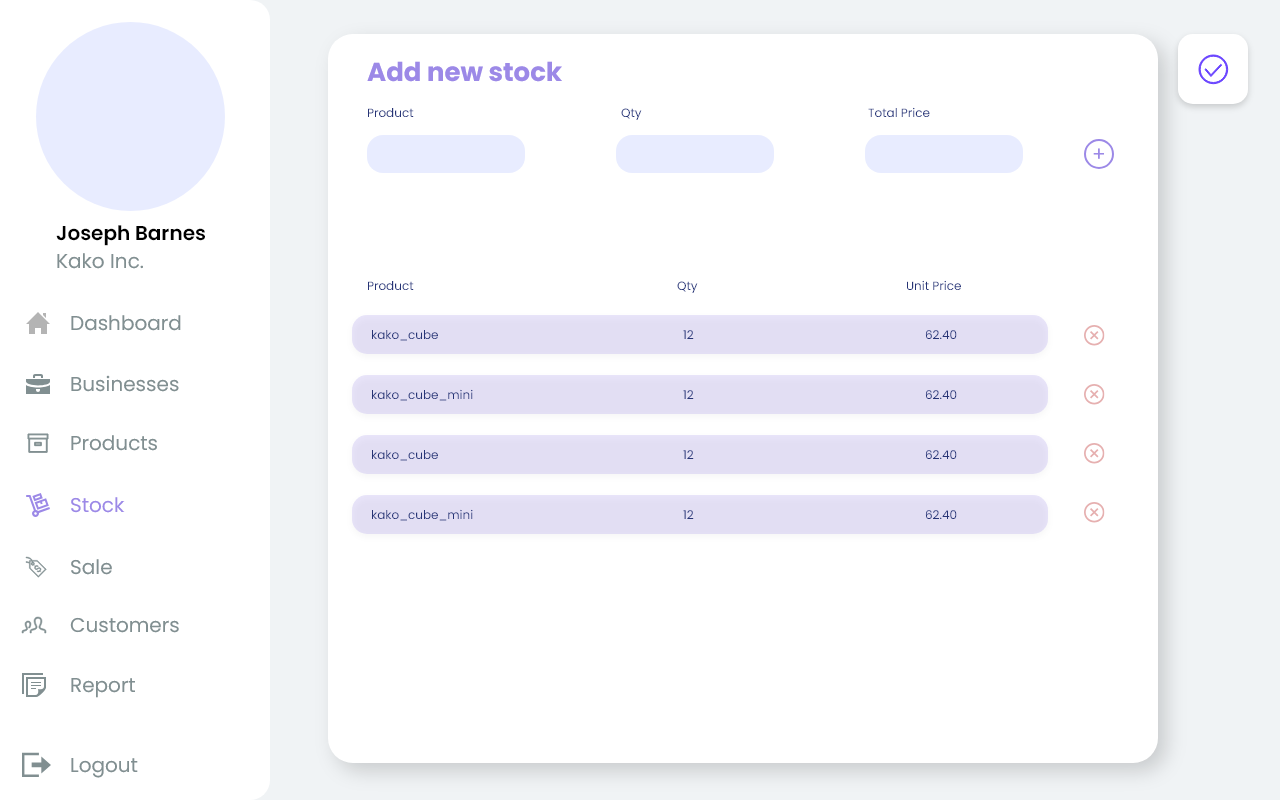 Joseph Barnes
Kako Inc.
Dashboard
Businesses
Products
Stock
Sale
Customers
Report
Logout
Add new stock
Product Qty Total Price
Product Qty Unit Price
kako_cube 12 62.40
kako_cube_mini 12 62.40
kako_cube 12 62.40
kako_cube_mini 12 62.40